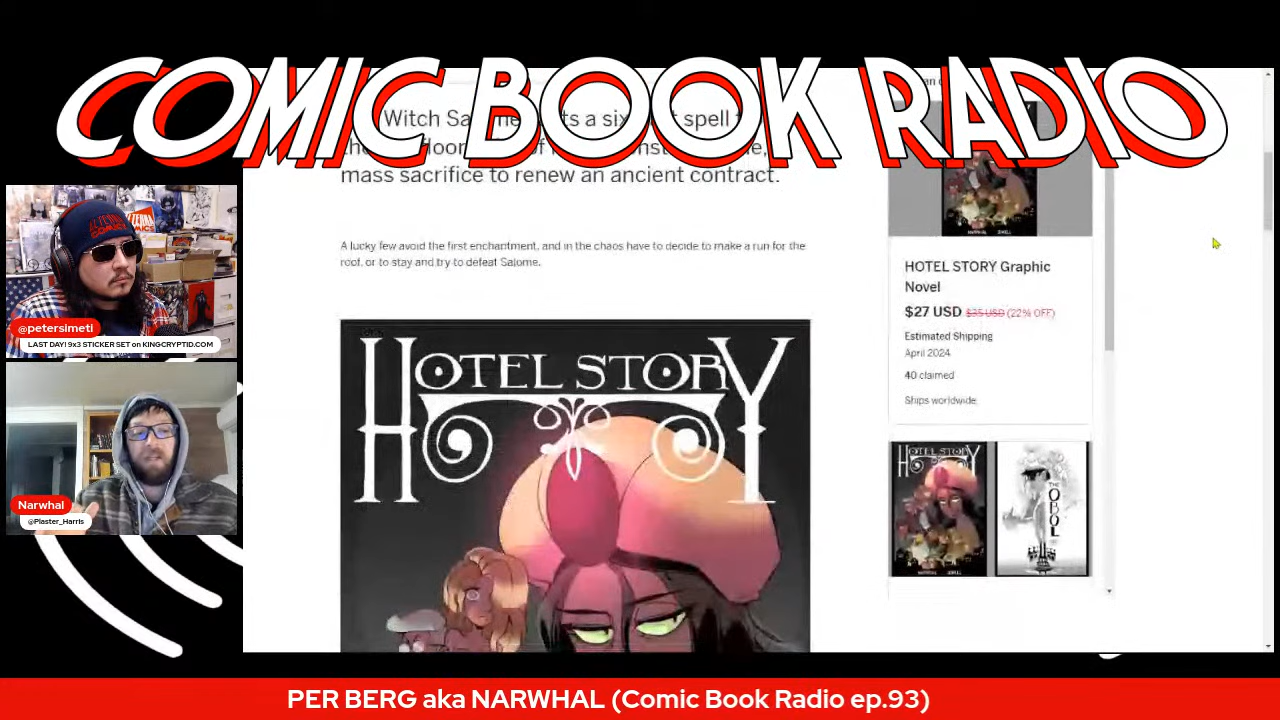 COMIC BOOK RADIO
Witch
a six spell
mass sacrifice to renew an ancient contract.
A lucky few avoid the first enchantment, and in the chaos have to decide to make a run for the
roof, or to stay and try to defeat Salome.
HOTEL STORY
HOTEL STORY Graphic
Novel
$27 USD $35 USD (22% OFF)
Estimated Shipping
April 2024
40 claimed
Ships worldwide
HOTEL STORY
NARWHAL
THE OBOL
ALTERNA
COMICS
@petersimeti
LAST DAY! 9x3 STICKER SET on KINGCRYPTID.COM
Narwhal
@Plaster_Harris
PER BERG aka NARWHAL (Comic Book Radio ep.93)